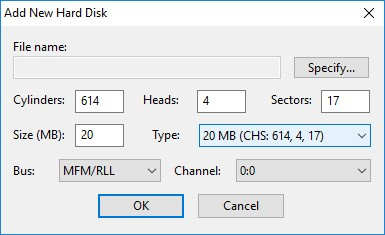 Add New Hard Disk
File name:
Specify...
Cylinders: 614 Heads: 4 Sectors: 17
Size (MB): 20 Type: 20 MB (CHS: 614, 4, 17)
Bus: MFM/RLL Channel: 0:0
OK Cancel